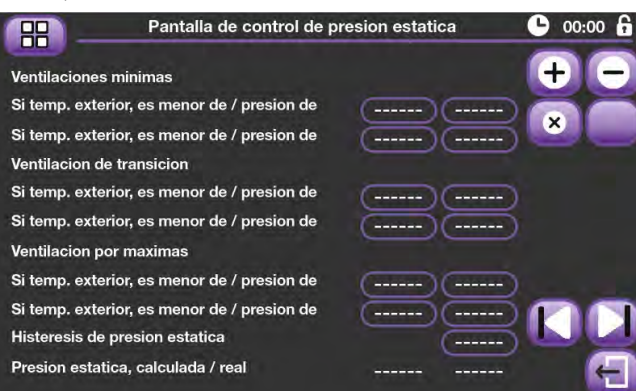 Pantalla de control de presion estatica 00:00
Ventilaciones minimas
Si temp. exterior, es menor de / presion de ------ ------
Si temp. exterior, es menor de / presion de ------ ------
Ventilacion de transicion
Si temp. exterior, es menor de / presion de ------ ------
Si temp. exterior, es menor de / presion de ------ ------
Ventilacion por maximas
Si temp. exterior, es menor de / presion de ------ ------
Si temp. exterior, es menor de / presion de ------ ------
Histeresis de presion estatica ------
Presion estatica, calculada / real ------ ------